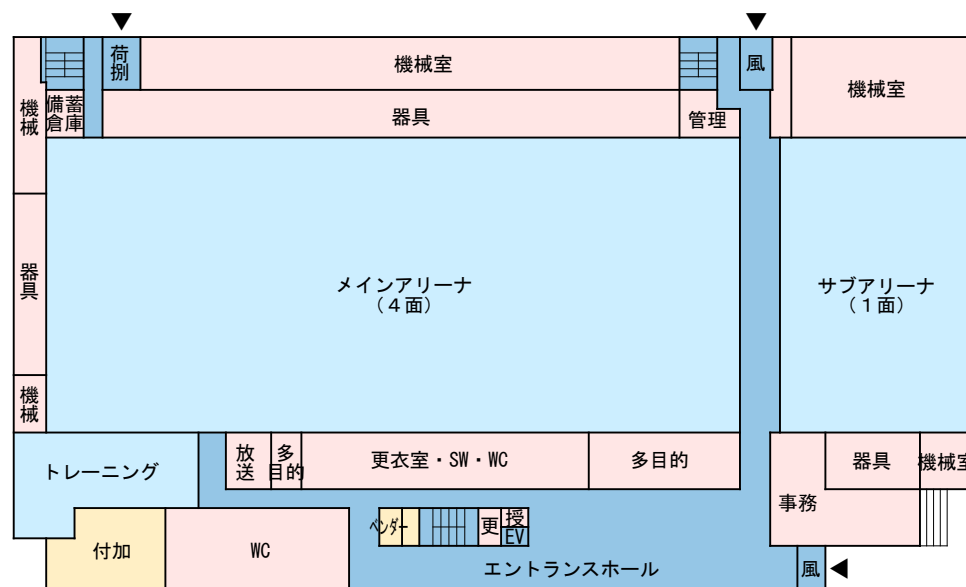 荷
捌
機械室
風
機械室
機
械
備蓄
倉庫
器具
管理
器
具
メインアリーナ
（４面）
サブアリーナ
（１面）
機
械
トレーニング
放
送
多
目的
更衣室・SW・WC
多目的
器具
機械室
事務
ベンダー
更
授
EV
付加
WC
エントランスホール
風